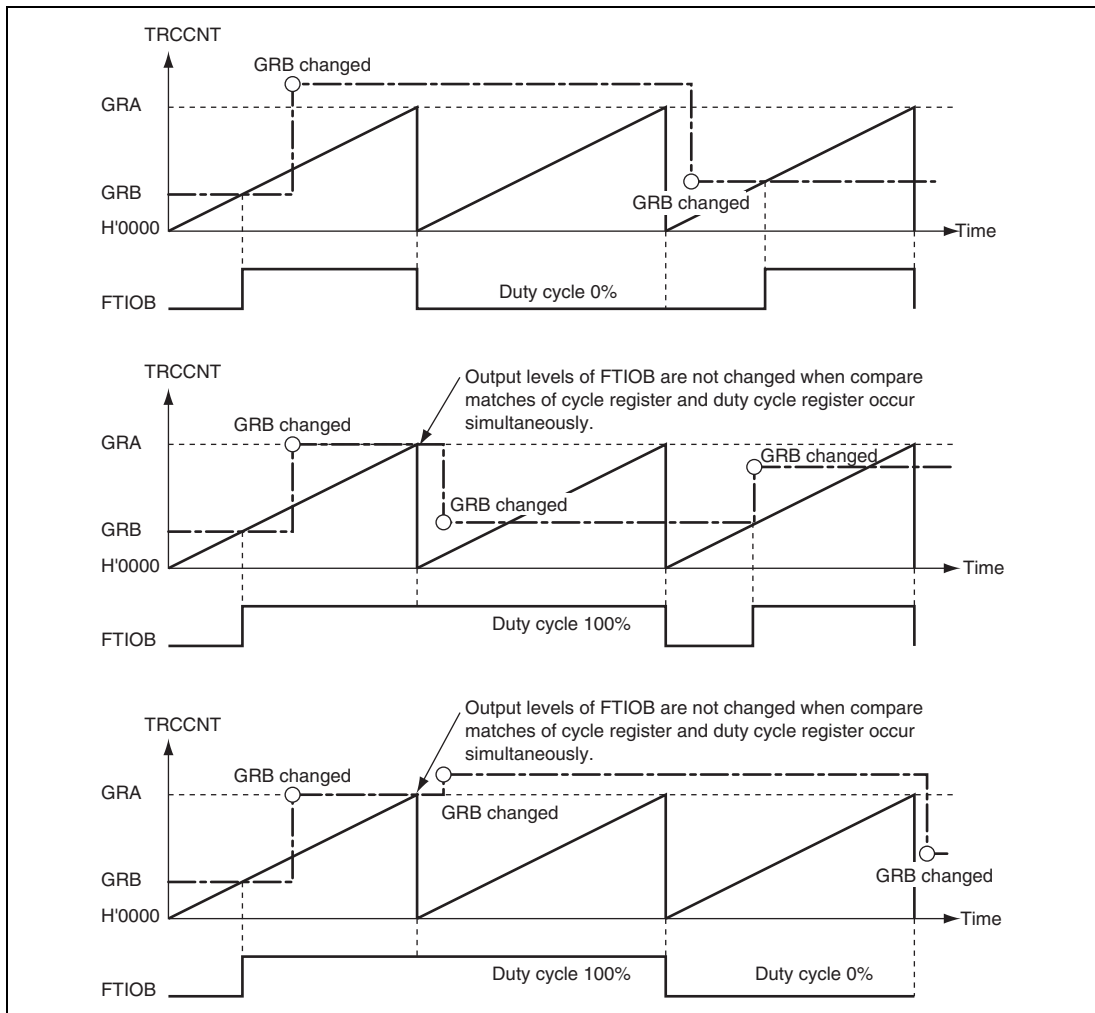 TRCCNT
GRB changed
GRA
GRB
GRB changed
H'0000
Time
Duty cycle 0%
FTIOB
TRCCNT
Output levels of FTIOB are not changed when compare
matches of cycle register and duty cycle register occur
simultaneously.
GRB changed
GRA
GRB changed
GRB changed
GRB
H'0000
Time
Duty cycle 100%
FTIOB
TRCCNT
Output levels of FTIOB are not changed when compare
matches of cycle register and duty cycle register occur
simultaneously.
GRB changed
GRA
GRB changed
GRB
GRB changed
H'0000
Time
Duty cycle 100%
Duty cycle 0%
FTIOB